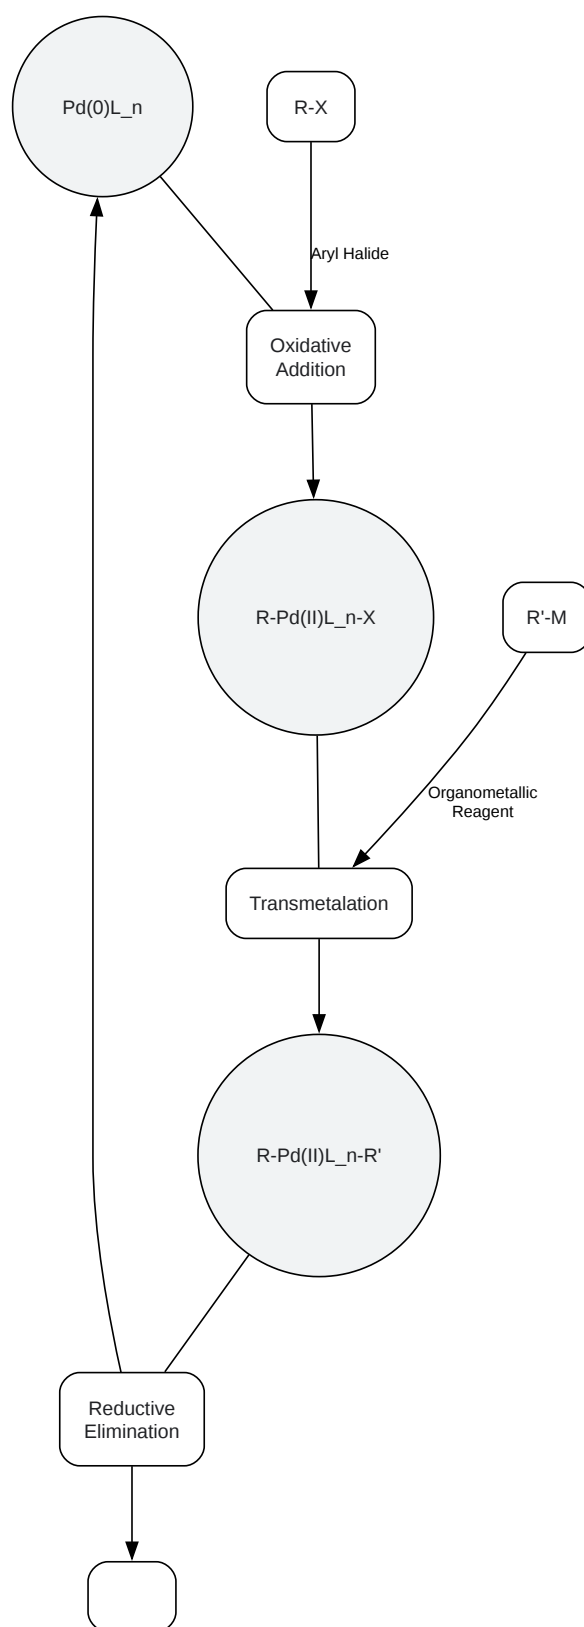 Pd(0)L_n
R-X
Aryl Halide
Oxidative
Addition
R-Pd(II)L_n-X
R'-M
Organometallic
Reagent
Transmetalation
R-Pd(II)L_n-R'
Reductive
Elimination